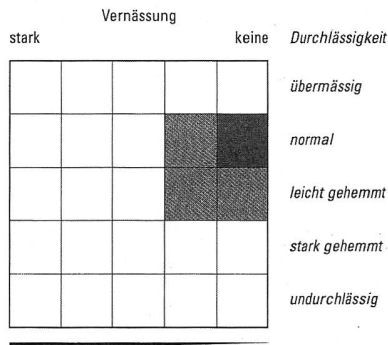 Vernässung
stark keine Durchlässigkeit
übermässig
normal
leicht gehemmt
stark gehemmt
undurchlässig